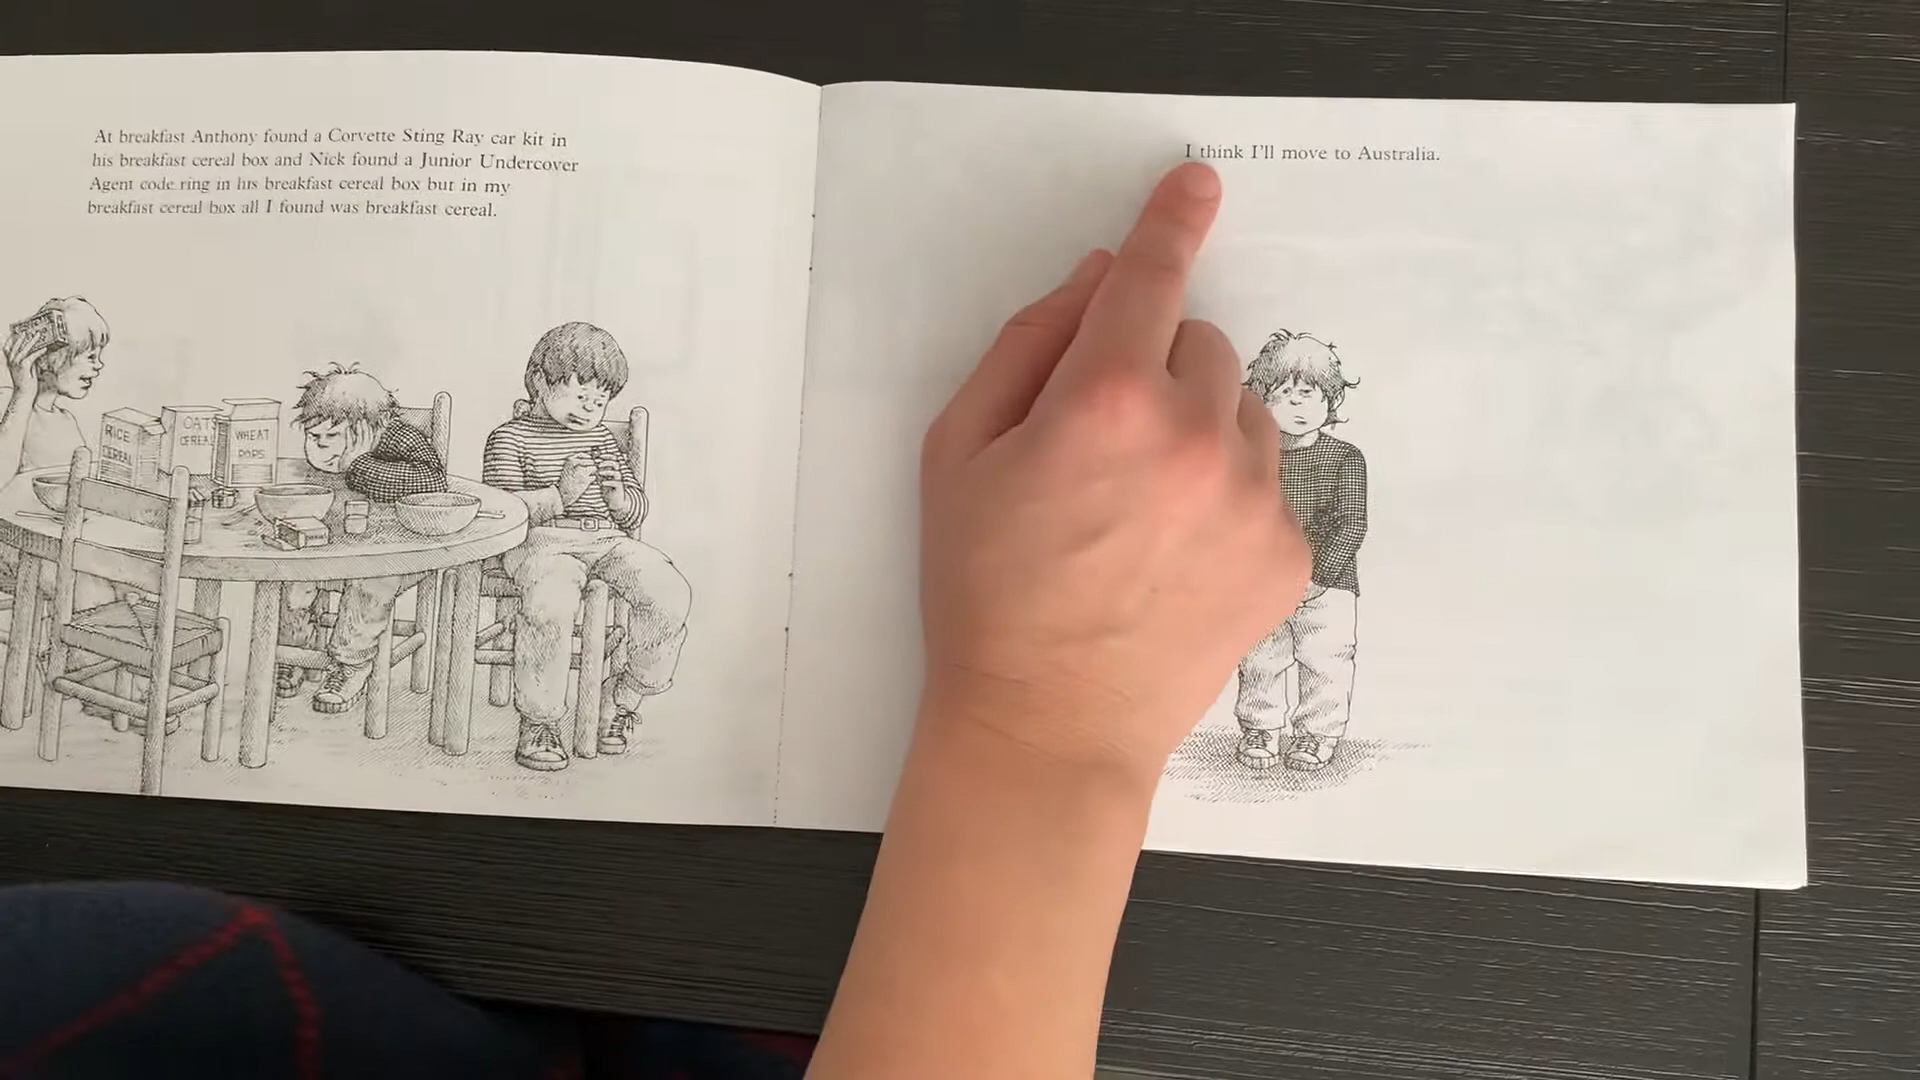 At breakfast Anthony found a Corvette Sting Ray car kit in
his breakfast cereal box and Nick found a Junior Undercover
Agent code ring in his breakfast cereal box but in my
breakfast cereal box all I found was breakfast cereal.
RICE
CEREAL
OATS
CEREAL
WHEAT
POPS
I think I'll move to Australia.